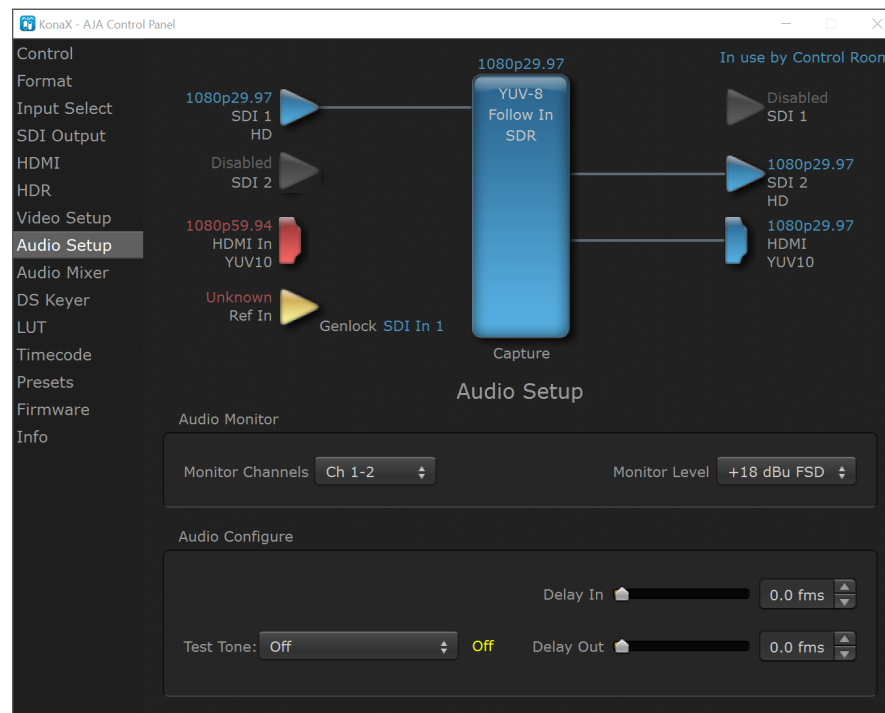 KonaX - AJA Control Panel
Control
Format
Input Select
SDI Output
HDMI
HDR
Video Setup
Audio Setup
Audio Mixer
DS Keyer
LUT
Timecode
Presets
Firmware
Info
In use by Control Room
1080p29.97
SDI 1
HD
Disabled
SDI 2
1080p59.94
HDMI In
YUV10
Unknown
Ref In
Genlock SDI In 1
1080p29.97
YUV-8
Follow In
SDR
Capture
Disabled
SDI 1
1080p29.97
SDI 2
HD
1080p29.97
HDMI
YUV10
Audio Setup
Audio Monitor
Monitor Channels Ch 1-2 Monitor Level +18 dBu FSD
Audio Configure
Delay In 0.0 fms
Test Tone: Off Off Delay Out 0.0 fms